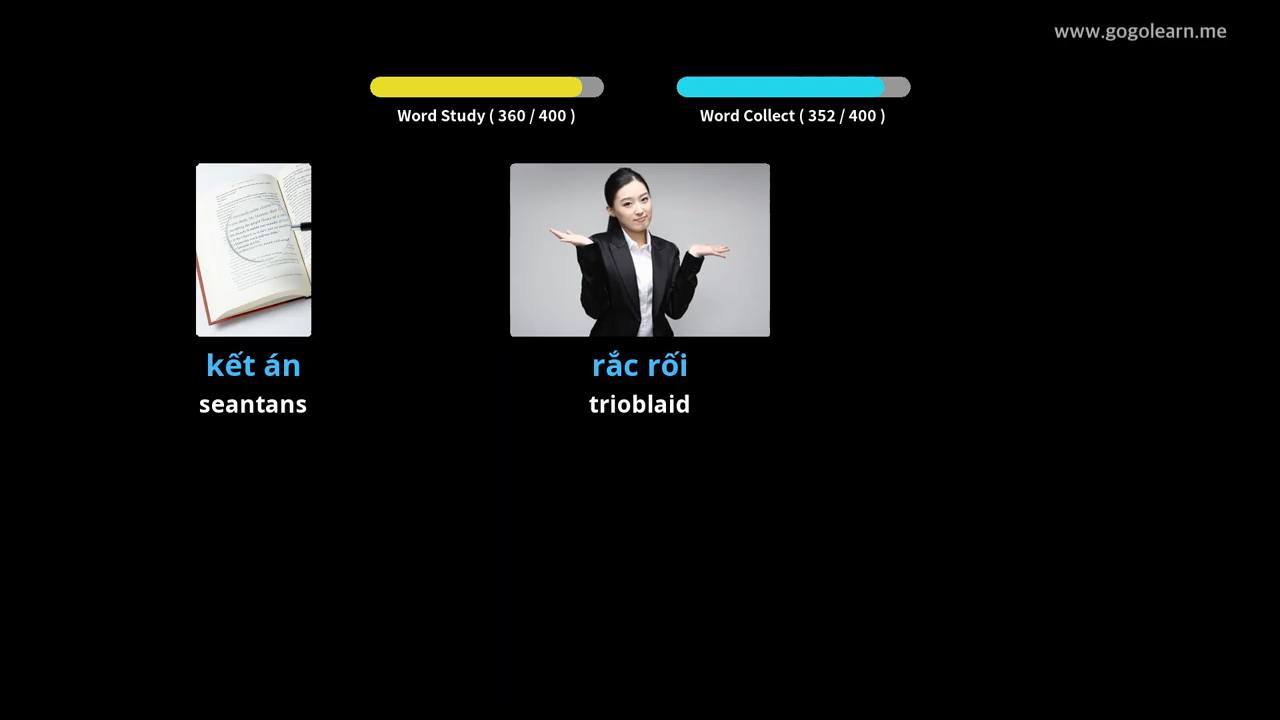 www.gogolearn.me
Word Study ( 360 / 400 )
Word Collect ( 352 / 400 )
kết án
seantans
rắc rối
trioblaid